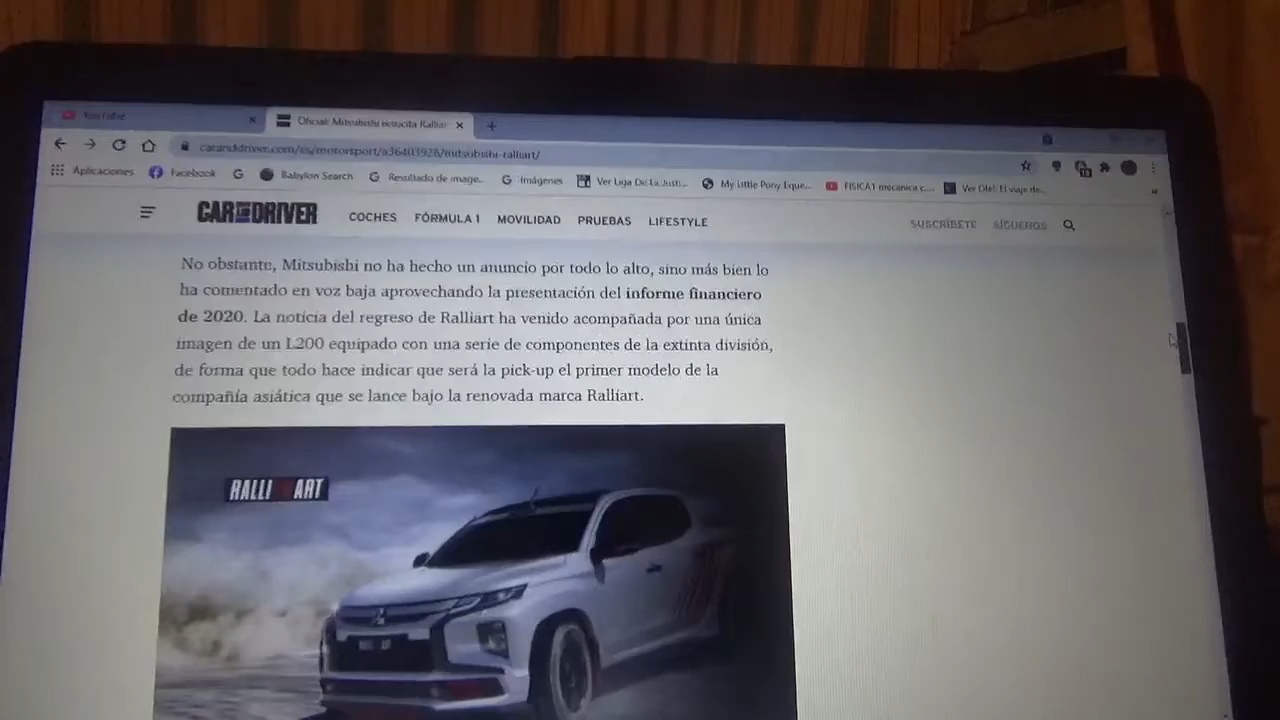 YouTube
Oficial: Mitsubishi resucita Ralliar
caranddriver.com/es/motorsport/a36403926/mitsubishi-ralliart/
Aplicaciones Facebook Babylon Search Resultado de image... Imágenes Ver Liga De La Justi... My Little Pony Eque... FISICA1 mecanica c... Ver Ole! El viaje de...
CAR AND DRIVER COCHES FÓRMULA 1 MOVILIDAD PRUEBAS LIFESTYLE SUSCRÍBETE SÍGUENOS
No obstante, Mitsubishi no ha hecho un anuncio por todo lo alto, sino más bien lo
ha comentado en voz baja aprovechando la presentación del informe financiero
de 2020. La noticia del regreso de Ralliart ha venido acompañada por una única
imagen de un L200 equipado con una serie de componentes de la extinta división,
de forma que todo hace indicar que será la pick-up el primer modelo de la
compañía asiática que se lance bajo la renovada marca Ralliart.
RALLI ART